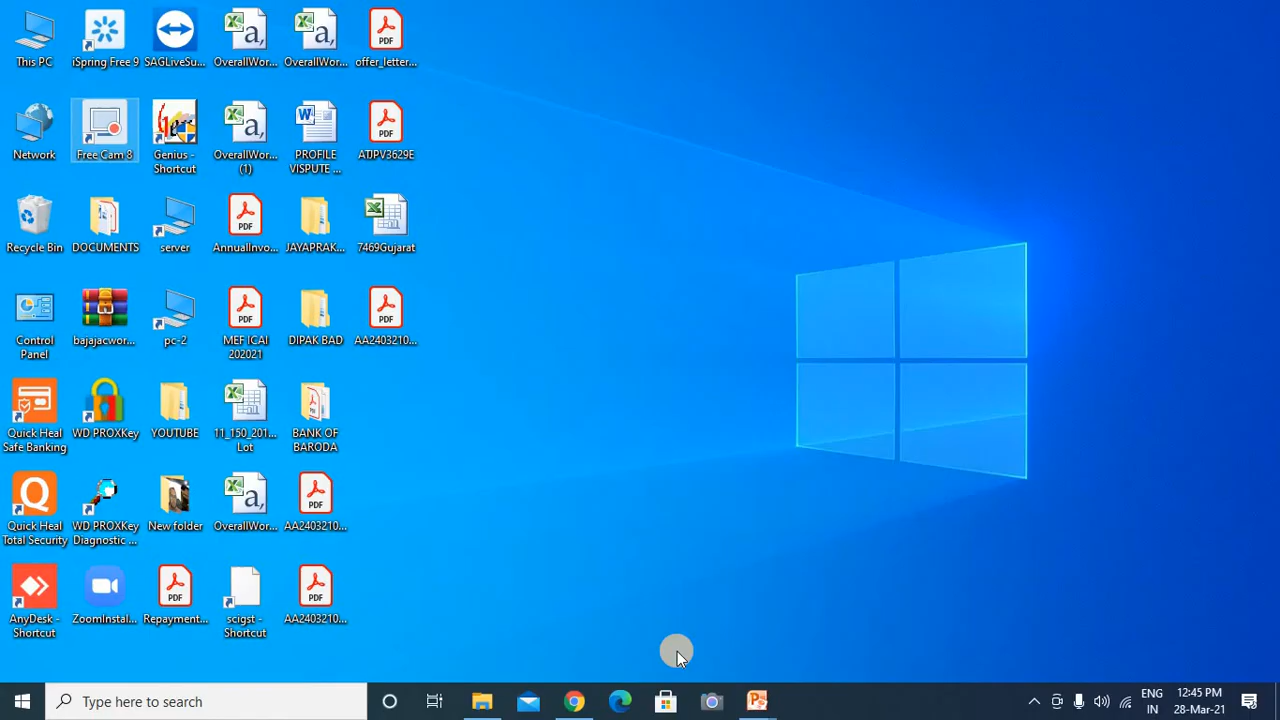 This PC
iSpring Free 9
SAGLiveSu...
OverallWor...
OverallWor...
offer_letter...
Network
Free Cam 8
Genius -
Shortcut
OverallWor...
(1)
PROFILE
VISPUTE ...
ATJPV3629E
Recycle Bin
DOCUMENTS
server
AnnualInvo...
JAYAPRAK...
7469Gujarat
Control
Panel
bajajacwor...
pc-2
MEF ICAI
202021
DIPAK BAD
AA2403210...
Quick Heal
Safe Banking
WD PROXKey
YOUTUBE
11_150_201...
Lot
BANK OF
BARODA
Quick Heal
Total Security
WD PROXKey
Diagnostic ...
New folder
OverallWor...
AA2403210...
AnyDesk -
Shortcut
ZoomInstal...
Repayment...
scigst -
Shortcut
AA2403210...
Type here to search
ENG
IN
12:45 PM
28-Mar-21